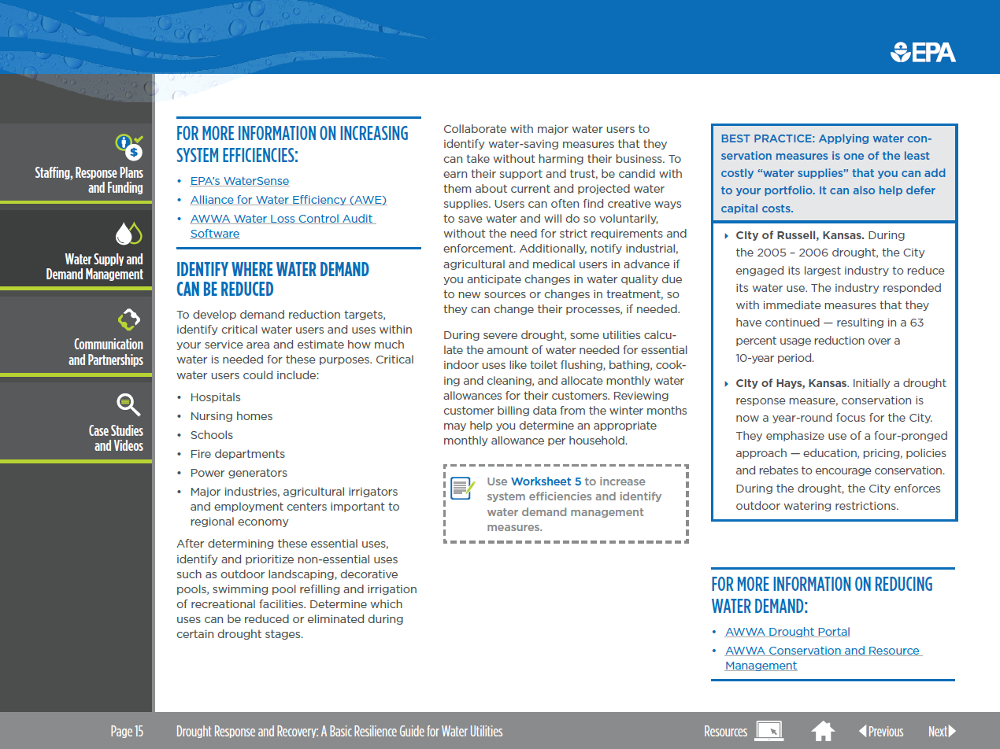 EPA
Staffing, Response Plans
and Funding
Water Supply and
Demand Management
Communication
and Partnerships
Case Studies
and Videos
FOR MORE INFORMATION ON INCREASING
SYSTEM EFFICIENCIES:
• EPA's WaterSense
• Alliance for Water Efficiency (AWE)
• AWWA Water Loss Control Audit
Software
IDENTIFY WHERE WATER DEMAND
CAN BE REDUCED
To develop demand reduction targets,
identify critical water users and uses within
your service area and estimate how much
water is needed for these purposes. Critical
water users could include:
• Hospitals
• Nursing homes
• Schools
• Fire departments
• Power generators
• Major industries, agricultural irrigators
and employment centers important to
regional economy
After determining these essential uses,
identify and prioritize non-essential uses
such as outdoor landscaping, decorative
pools, swimming pool refilling and irrigation
of recreational facilities. Determine which
uses can be reduced or eliminated during
certain drought stages.
Collaborate with major water users to
identify water-saving measures that they
can take without harming their business. To
earn their support and trust, be candid with
them about current and projected water
supplies. Users can often find creative ways
to save water and will do so voluntarily,
without the need for strict requirements and
enforcement. Additionally, notify industrial,
agricultural and medical users in advance if
you anticipate changes in water quality due
to new sources or changes in treatment, so
they can change their processes, if needed.
During severe drought, some utilities calcu-
late the amount of water needed for essential
indoor uses like toilet flushing, bathing, cook-
ing and cleaning, and allocate monthly water
allowances for their customers. Reviewing
customer billing data from the winter months
may help you determine an appropriate
monthly allowance per household.
Use Worksheet 5 to increase
system efficiencies and identify
water demand management
measures.
BEST PRACTICE: Applying water con-
servation measures is one of the least
costly “water supplies” that you can add
to your portfolio. It can also help defer
capital costs.
City of Russell, Kansas. During
the 2005 – 2006 drought, the City
engaged its largest industry to reduce
its water use. The industry responded
with immediate measures that they
have continued — resulting in a 63
percent usage reduction over a
10-year period.
City of Hays, Kansas. Initially a drought
response measure, conservation is
now a year-round focus for the City.
They emphasize use of a four-pronged
approach — education, pricing, policies
and rebates to encourage conservation.
During the drought, the City enforces
outdoor watering restrictions.
FOR MORE INFORMATION ON REDUCING
WATER DEMAND:
• AWWA Drought Portal
• AWWA Conservation and Resource
Management
Page 15 Drought Response and Recovery: A Basic Resilience Guide for Water Utilities Resources Previous Next